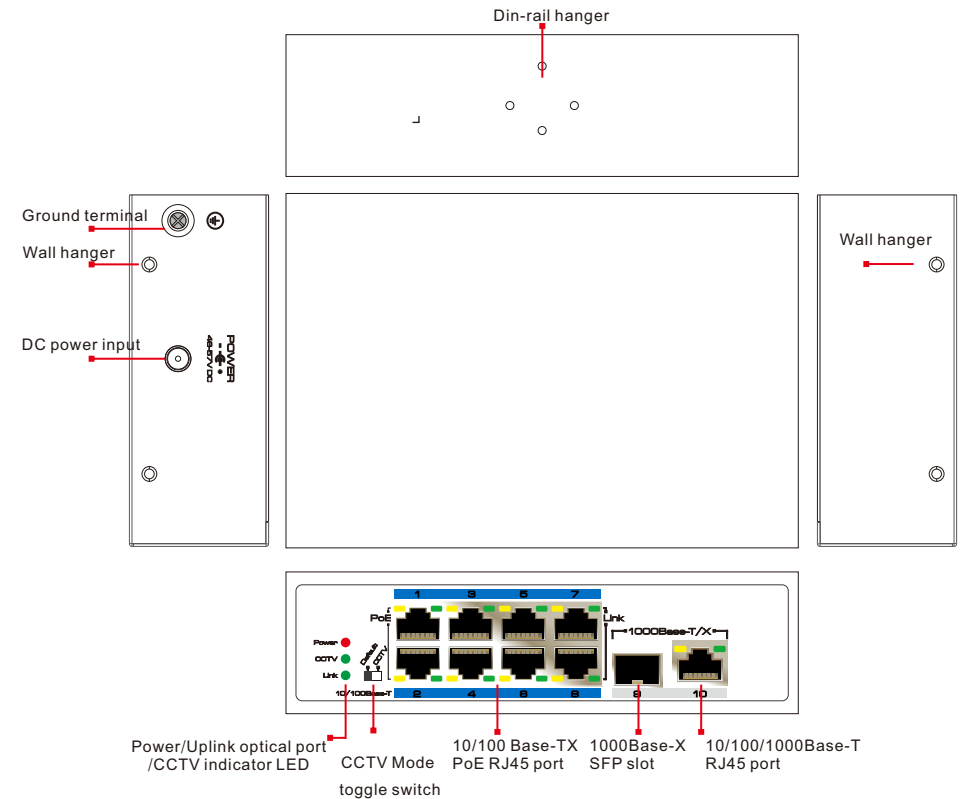 Din-rail hanger
Ground terminal
Wall hanger
Wall hanger
DC power input
POWER
48-57V DC
1 3 5 7
PoE
Link
1000Base-T/X
Power
CCTV
Link
Default
CCTV
10/100Base-T
2 4 6 8
9 10
Power/Uplink optical port
/CCTV indicator LED
CCTV Mode
toggle switch
10/100 Base-TX
PoE RJ45 port
1000Base-X
SFP slot
10/100/1000Base-T
RJ45 port